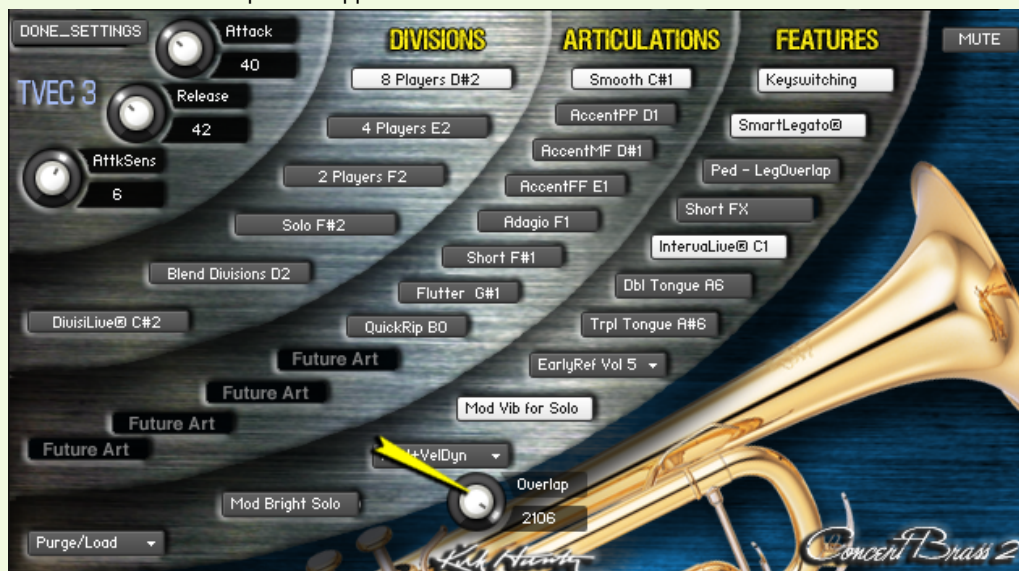 DONE_SETTINGS
Attack
40
TVEC 3
Release
42
AttkSens
6
DIVISIONS
8 Players D#2
4 Players E2
2 Players F2
Solo F#2
Blend Divisions D2
DivisiLive® C#2
ARTICULATIONS
Smooth C#1
AccentPP D1
AccentMF D#1
AccentFF E1
Adagio F1
Short F#1
Flutter G#1
QuickRip B0
Future Art
Future Art
Future Art
Future Art
FEATURES
Keyswitching
SmartLegato®
Ped - LegOverlap
Short FX
IntervaLive® C1
Dbl Tongue A6
Trpl Tongue A#6
EarlyRef Vol 5
Mod Vib for Solo
+VelDyn
Mod Bright Solo
Purge/Load
Overlap
2106
MUTE
Kirk Hunter
Concert Brass 2